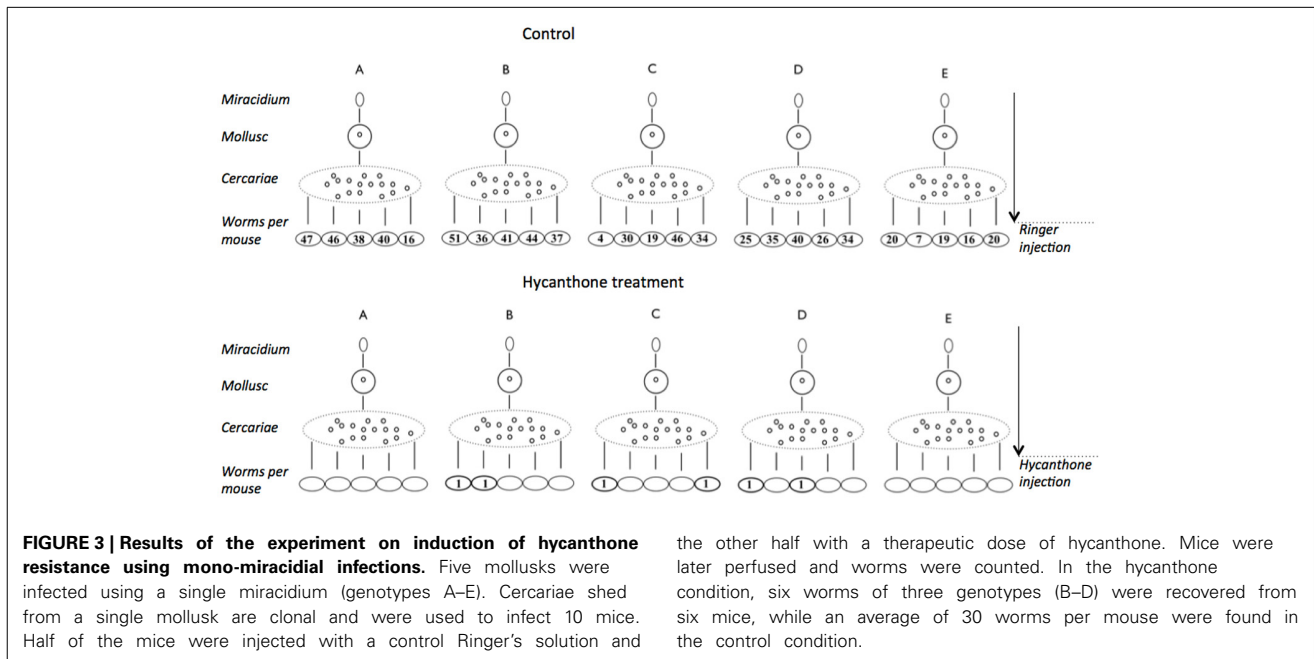 Control
A B C D E
Miracidium
Mollusc
Cercariae
Worms per
mouse
47 46 38 40 16 51 36 41 44 37 4 30 19 46 34 25 35 40 26 34 20 7 19 16 20
Ringer
injection
Hycanthone treatment
A B C D E
Miracidium
Mollusc
Cercariae
Worms per
mouse
1 1 1 1 1 1
Hycanthone
injection
FIGURE 3 | Results of the experiment on induction of hycanthone
resistance using mono-miracidial infections. Five mollusks were
infected using a single miracidium (genotypes A–E). Cercariae shed
from a single mollusk are clonal and were used to infect 10 mice.
Half of the mice were injected with a control Ringer's solution and
the other half with a therapeutic dose of hycanthone. Mice were
later perfused and worms were counted. In the hycanthone
condition, six worms of three genotypes (B–D) were recovered from
six mice, while an average of 30 worms per mouse were found in
the control condition.